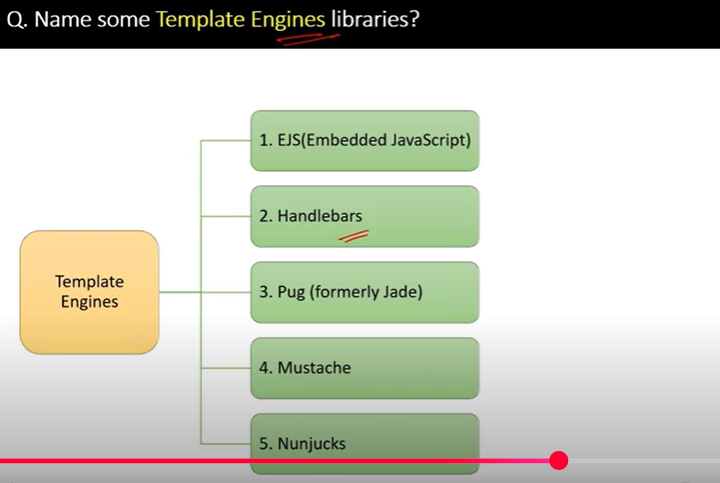 Q. Name some Template Engines libraries?
1. EJS(Embedded JavaScript)
2. Handlebars
Template
Engines
3. Pug (formerly Jade)
4. Mustache
5. Nunjucks